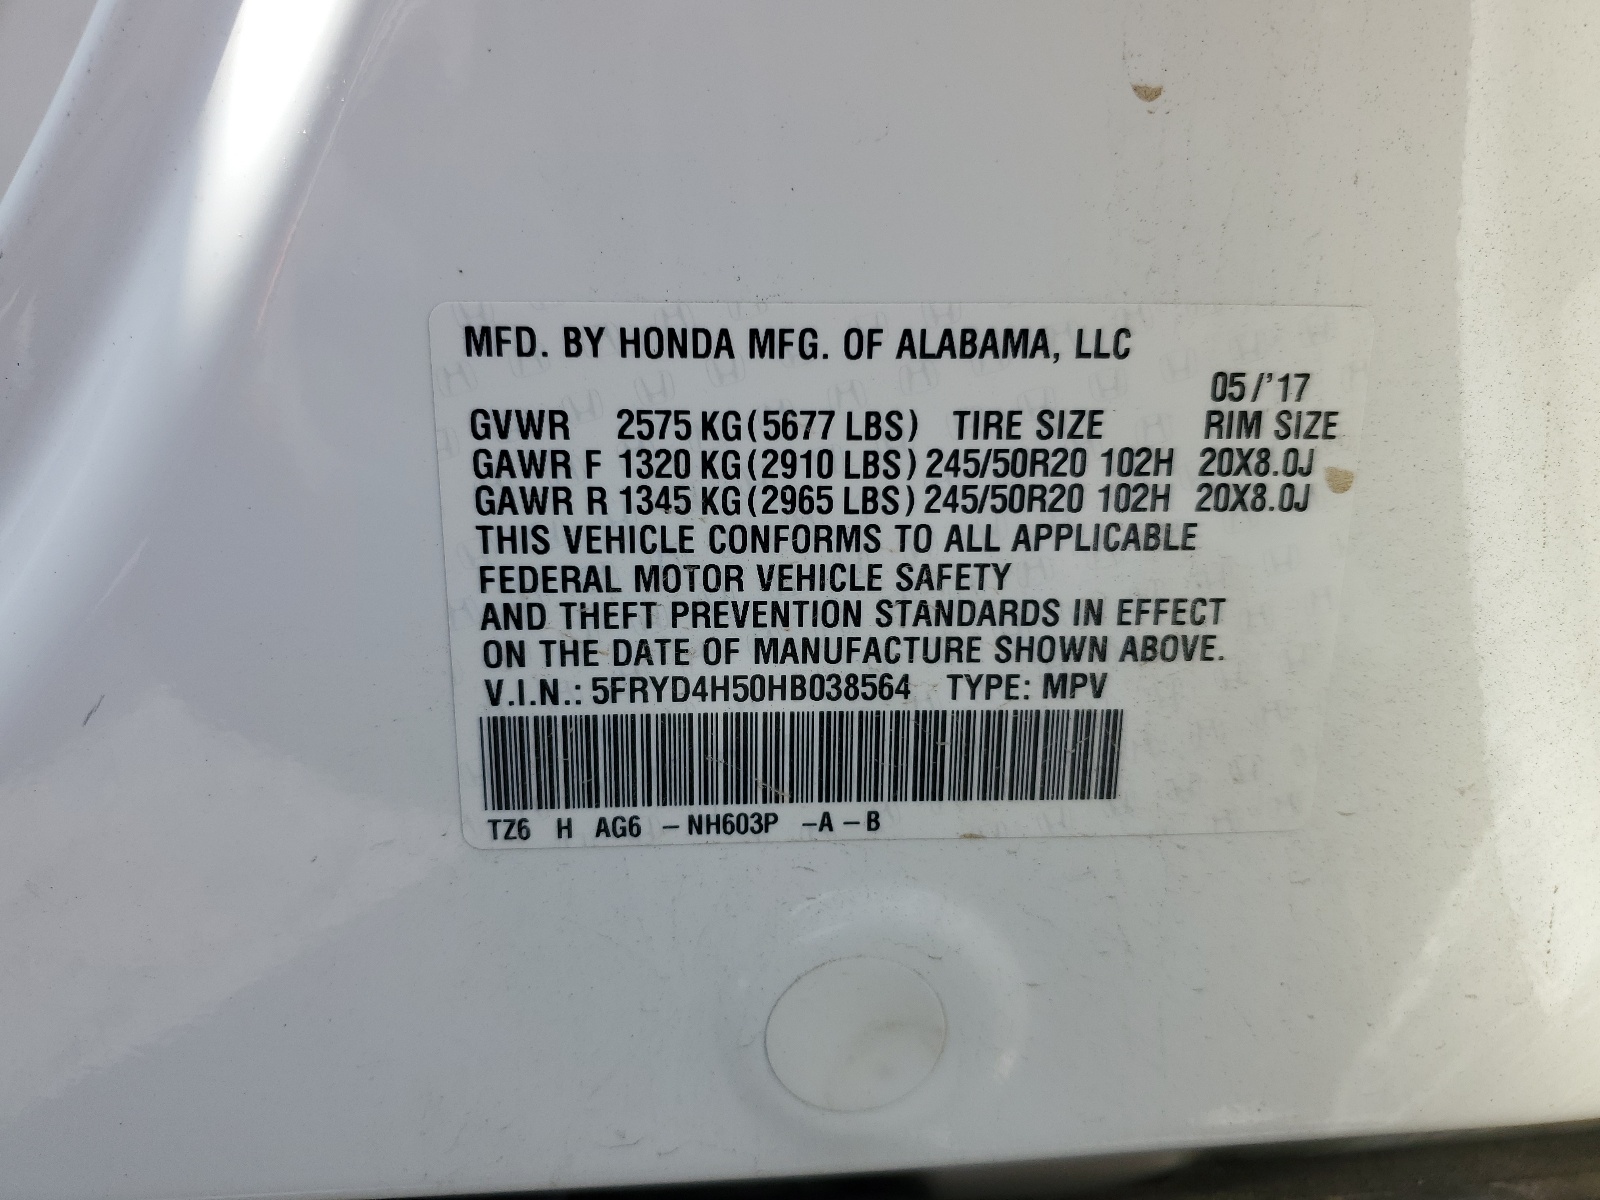 MFD. BY HONDA MFG. OF ALABAMA, LLC
05/'17
GVWR 2575 KG (5677 LBS) TIRE SIZE RIM SIZE
GAWR F 1320 KG (2910 LBS) 245/50R20 102H 20X8.0J
GAWR R 1345 KG (2965 LBS) 245/50R20 102H 20X8.0J
THIS VEHICLE CONFORMS TO ALL APPLICABLE
FEDERAL MOTOR VEHICLE SAFETY
AND THEFT PREVENTION STANDARDS IN EFFECT
ON THE DATE OF MANUFACTURE SHOWN ABOVE.
V.I.N.: 5FRYD4H50HB038564 TYPE: MPV
TZ6 H AG6 – NH603P –A – B